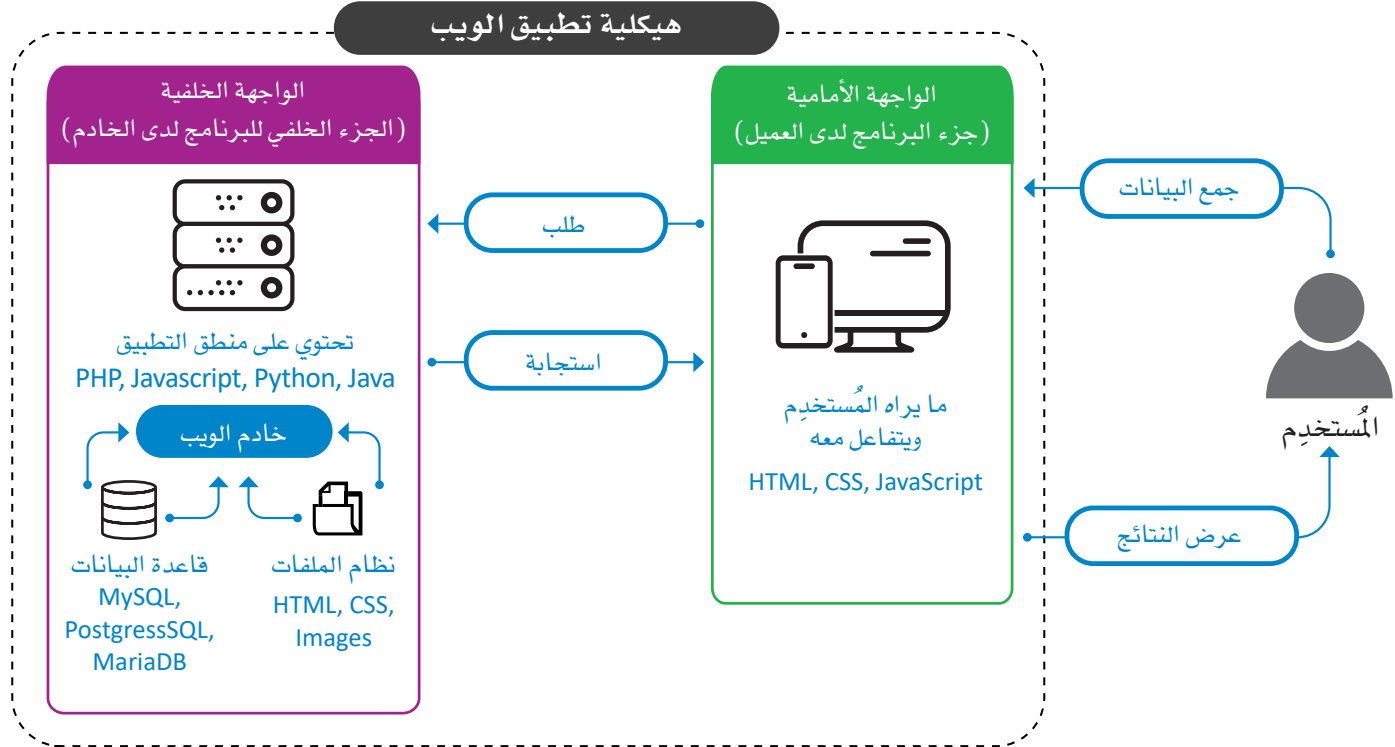 هيكلية تطبيق الويب
الواجهة الأمامية
(جزء البرنامج لدى العميل)
ما يراه المُستخدِم
ويتفاعل معه
HTML, CSS, JavaScript
جمع البيانات
المُستخدِم
عرض النتائج
طلب
استجابة
الواجهة الخلفية
(الجزء الخلفي للبرنامج لدى الخادم)
تحتوي على منطق التطبيق
PHP, Javascript, Python, Java
خادم الويب
نظام الملفات
HTML, CSS,
Images
قاعدة البيانات
MySQL,
PostgressSQL,
MariaDB